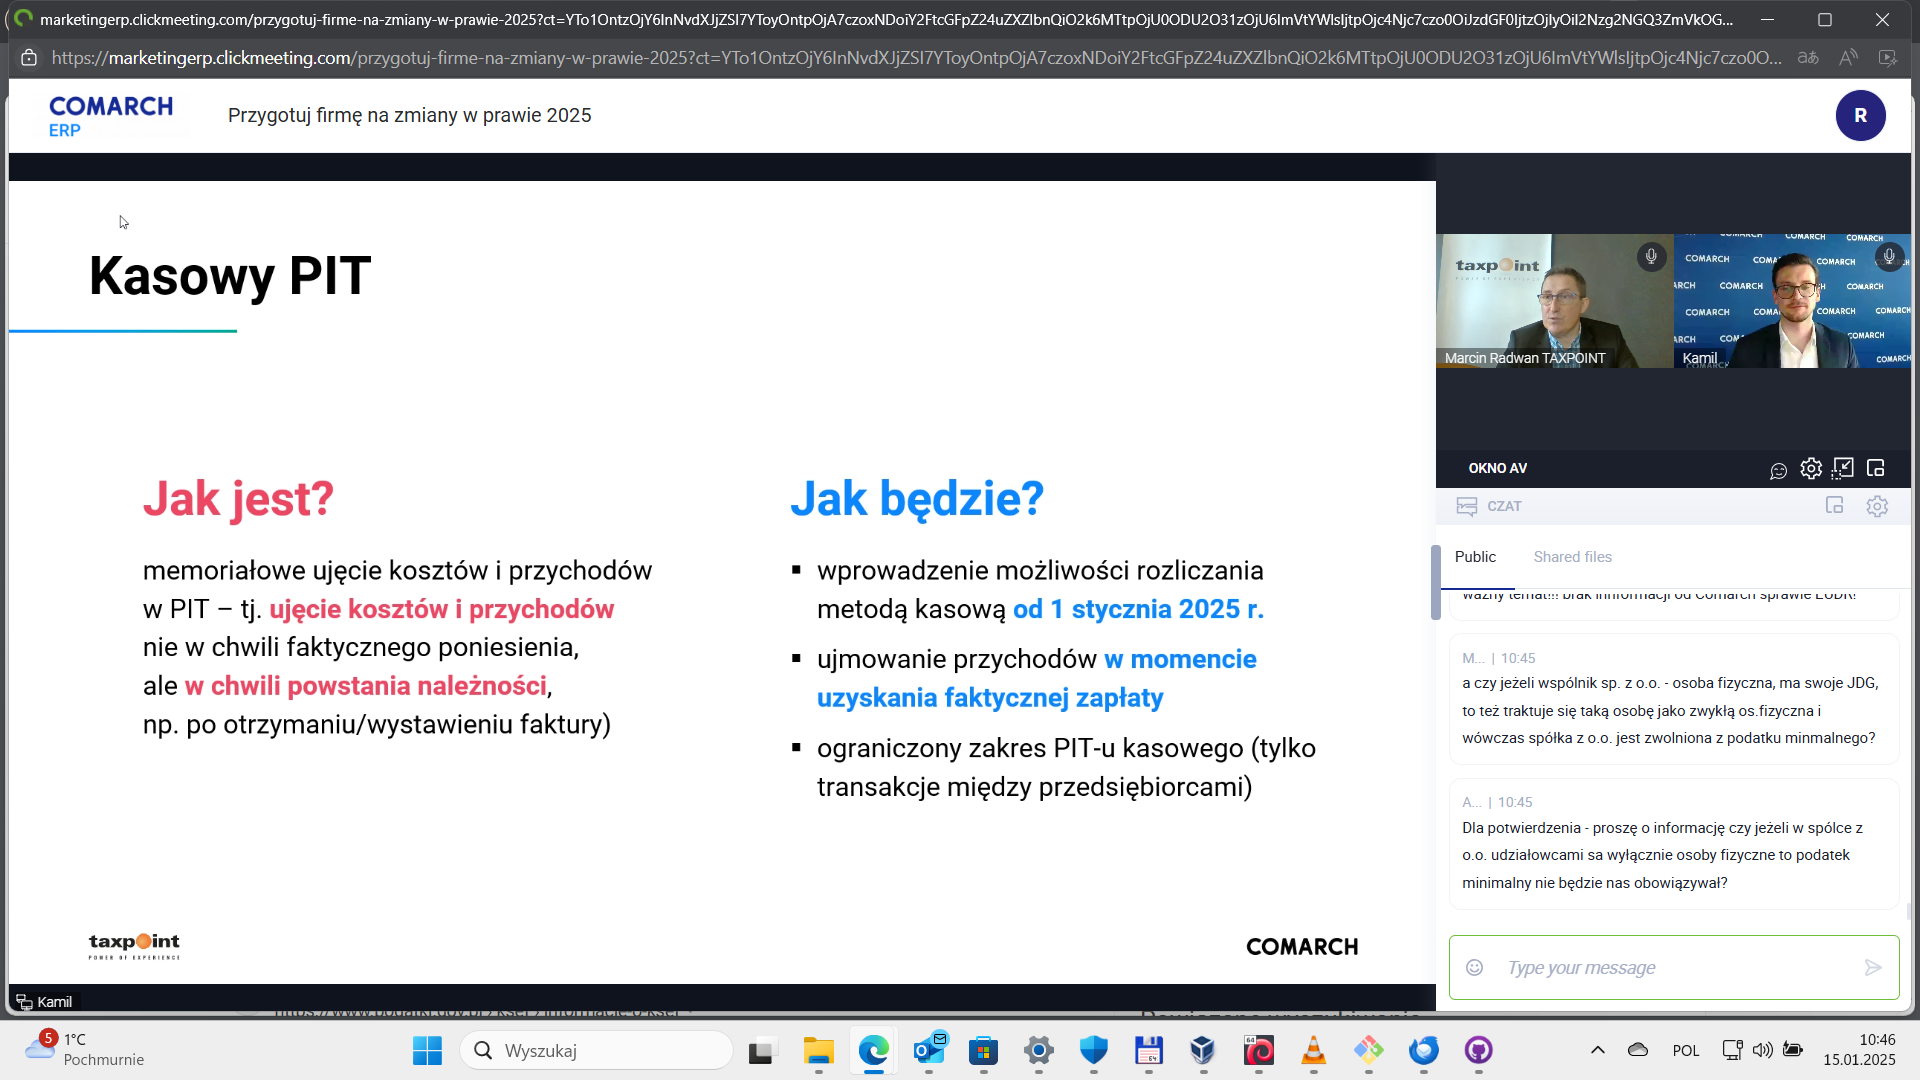 marketingerp.clickmeeting.com/przygotuj-firme-na-zmiany-w-prawie-2025?ct=
https://marketingerp.clickmeeting.com/przygotuj-firme-na-zmiany-w-prawie-2025?ct=
COMARCH
ERP
Przygotuj firmę na zmiany w prawie 2025
R
Kasowy PIT
Jak jest?
memoriałowe ujęcie kosztów i przychodów
w PIT – tj. ujęcie kosztów i przychodów
nie w chwili faktycznego poniesienia,
ale w chwili powstania należności,
np. po otrzymaniu/wystawieniu faktury)
Jak będzie?
▪ wprowadzenie możliwości rozliczania
metodą kasową od 1 stycznia 2025 r.
▪ ujmowanie przychodów w momencie
uzyskania faktycznej zapłaty
▪ ograniczony zakres PIT-u kasowego (tylko
transakcje między przedsiębiorcami)
taxpoint
POWER OF EXPERIENCE
COMARCH
Kamil
taxpoint
Marcin Radwan TAXPOINT
COMARCH
Kamil
OKNO AV
CZAT
Public
Shared files
ważny temat!!! brak innformacji od Comarch sprawie EUDR!
M... | 10:45
a czy jeżeli wspólnik sp. z o.o. - osoba fizyczna, ma swoje JDG,
to też traktuje się taką osobę jako zwykłą os.fizyczna i
wówczas spółka z o.o. jest zwolniona z podatku minmalnego?
A... | 10:45
Dla potwierdzenia - proszę o informację czy jeżeli w spólce z
o.o. udziałowcami sa wyłącznie osoby fizyczne to podatek
minimalny nie będzie nas obowiązywał?
Type your message
5
1°C
Pochmurnie
Wyszukaj
64
64
POL
10:46
15.01.2025